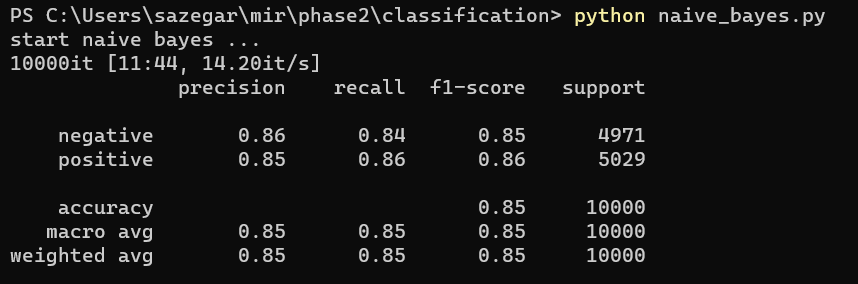 PS C:\Users\sazegar\mir\phase2\classification> python naive_bayes.py
start naive bayes ...
10000it [11:44, 14.20it/s]
              precision    recall  f1-score   support

    negative       0.86      0.84      0.85      4971
    positive       0.85      0.86      0.86      5029

    accuracy                           0.85     10000
   macro avg       0.85      0.85      0.85     10000
weighted avg       0.85      0.85      0.85     10000